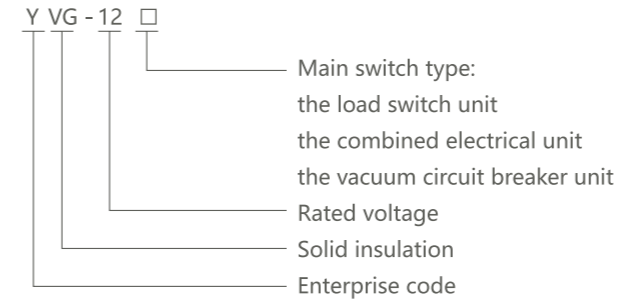 Y VG - 12 □
Main switch type:
the load switch unit
the combined electrical unit
the vacuum circuit breaker unit
Rated voltage
Solid insulation
Enterprise code